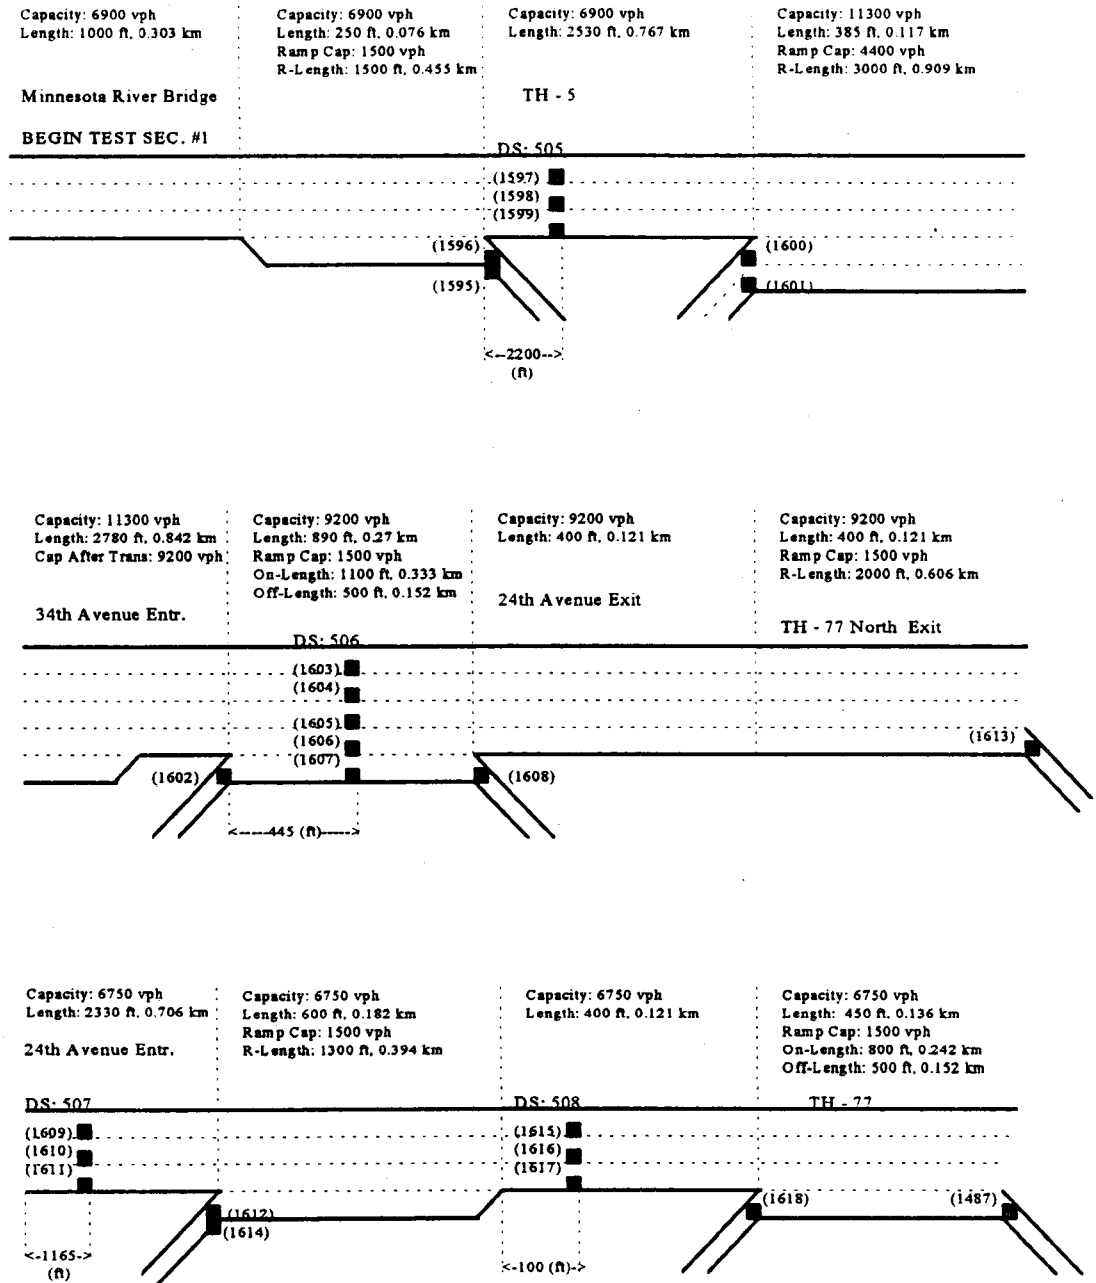 Capacity: 6900 vph
Length: 1000 ft, 0.303 km
Minnesota River Bridge
BEGIN TEST SEC. #1
Capacity: 6900 vph
Length: 250 ft, 0.076 km
Ramp Cap: 1500 vph
R-Length: 1500 ft, 0.455 km
Capacity: 6900 vph
Length: 2530 ft, 0.767 km
TH - 5
Capacity: 11300 vph
Length: 385 ft, 0.117 km
Ramp Cap: 4400 vph
R-Length: 3000 ft, 0.909 km
DS: 505
(1597)
(1598)
(1599)
(1596)
(1595)
(1600)
(1601)
<--2200-->
(ft)
Capacity: 11300 vph
Length: 2780 ft, 0.842 km
Cap After Trans: 9200 vph
34th Avenue Entr.
Capacity: 9200 vph
Length: 890 ft, 0.27 km
Ramp Cap: 1500 vph
On-Length: 1100 ft, 0.333 km
Off-Length: 500 ft, 0.152 km
Capacity: 9200 vph
Length: 400 ft, 0.121 km
24th Avenue Exit
Capacity: 9200 vph
Length: 400 ft, 0.121 km
Ramp Cap: 1500 vph
R-Length: 2000 ft, 0.606 km
TH - 77 North Exit
DS: 506
(1603)
(1604)
(1605)
(1606)
(1607)
(1602)
(1608)
(1613)
<-----445 (ft)----->
Capacity: 6750 vph
Length: 2330 ft, 0.706 km
24th Avenue Entr.
Capacity: 6750 vph
Length: 600 ft, 0.182 km
Ramp Cap: 1500 vph
R-Length: 1300 ft, 0.394 km
Capacity: 6750 vph
Length: 400 ft, 0.121 km
Capacity: 6750 vph
Length: 450 ft, 0.136 km
Ramp Cap: 1500 vph
On-Length: 800 ft, 0.242 km
Off-Length: 500 ft, 0.152 km
TH - 77
DS: 507
(1609)
(1610)
(1611)
DS: 508
(1615)
(1616)
(1617)
(1612)
(1614)
(1618)
(1487)
<-1165->
(ft)
<-100 (ft)->